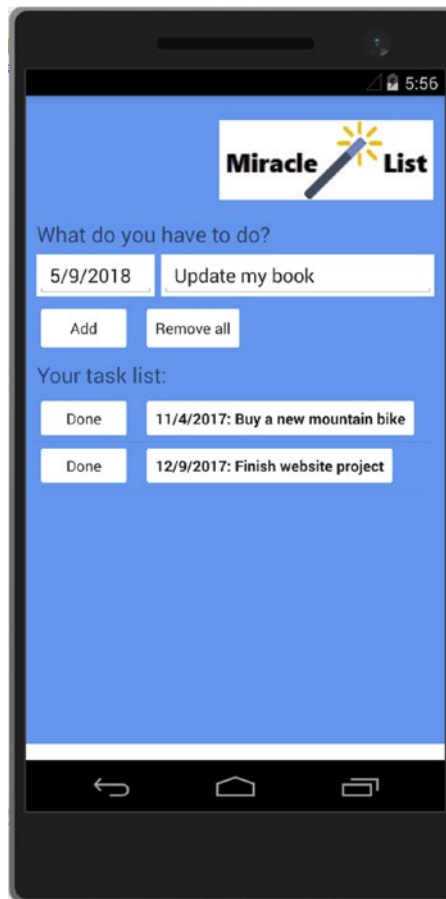 5:56
Miracle List
What do you have to do?
5/9/2018 Update my book
Add Remove all
Your task list:
Done 11/4/2017: Buy a new mountain bike
Done 12/9/2017: Finish website project